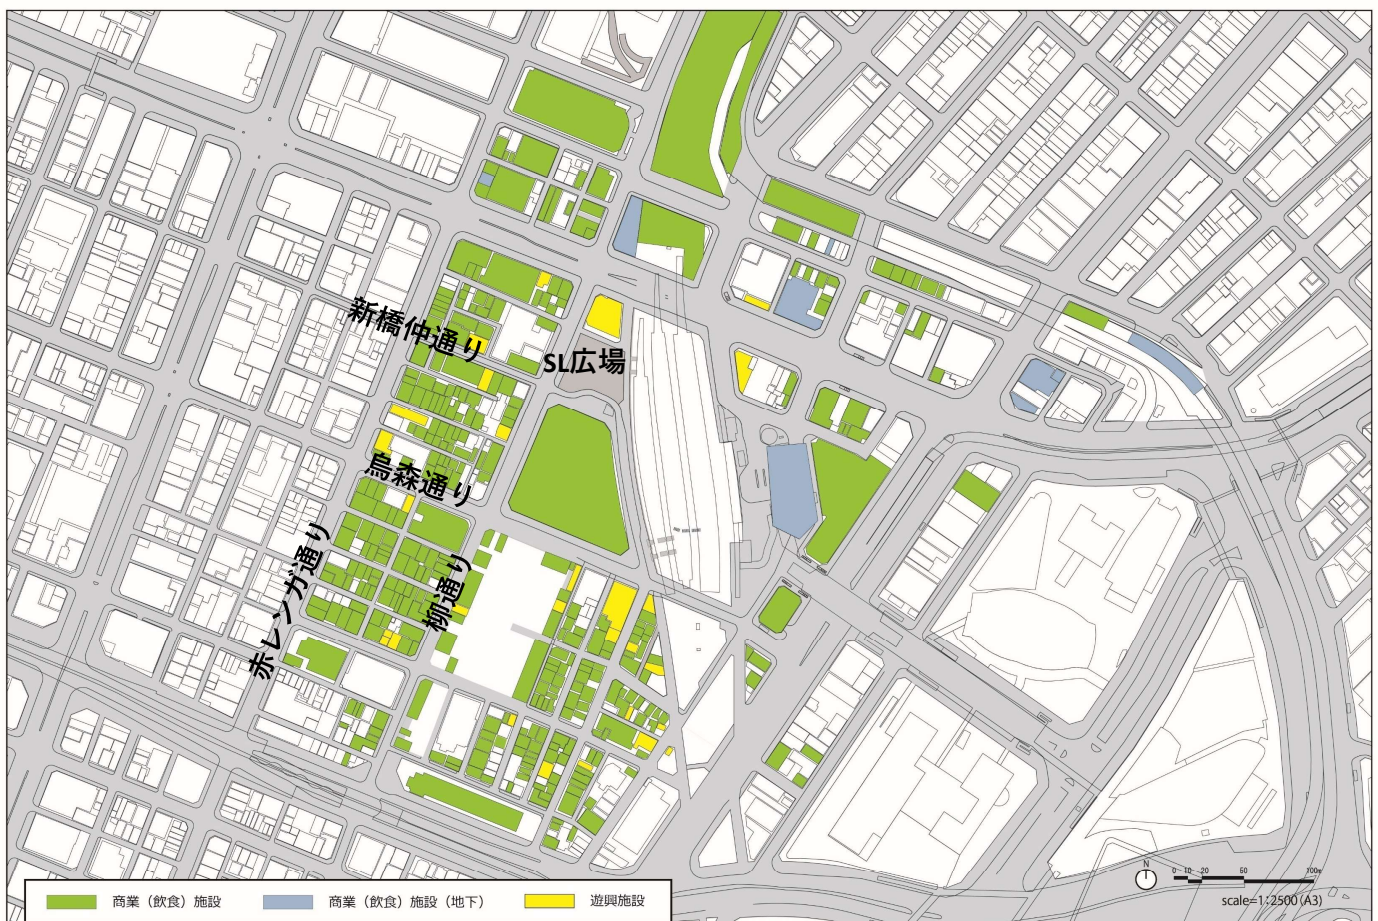 新橋仲通り
SL広場
烏森通り
柳通り
赤レンガ通り
商業（飲食）施設
商業（飲食）施設（地下）
遊興施設
N
0 10 20 50 100m
scale=1:2500(A3)